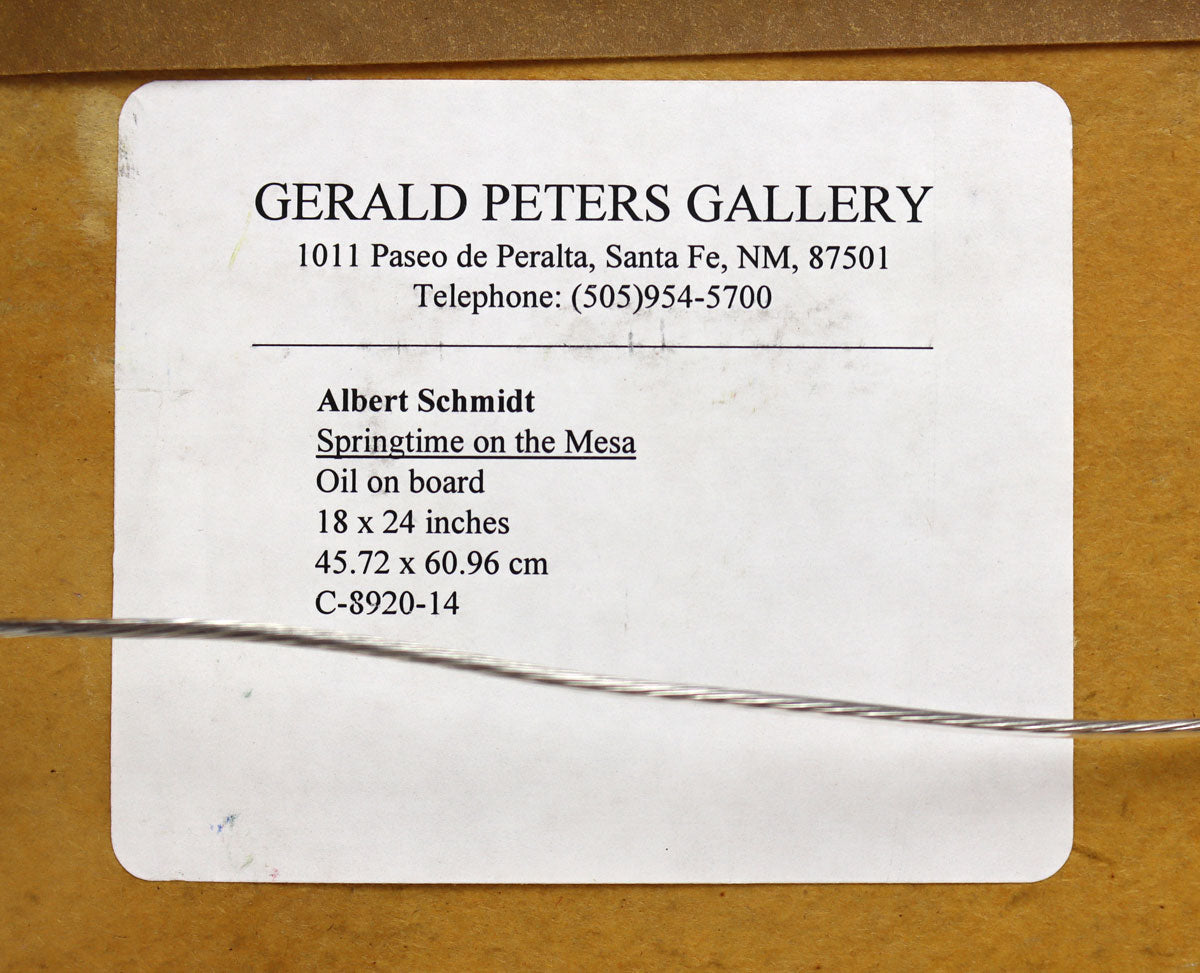 GERALD PETERS GALLERY
1011 Paseo de Peralta, Santa Fe, NM, 87501
Telephone: (505)954-5700
Albert Schmidt
Springtime on the Mesa
Oil on board
18 x 24 inches
45.72 x 60.96 cm
C-8920-14